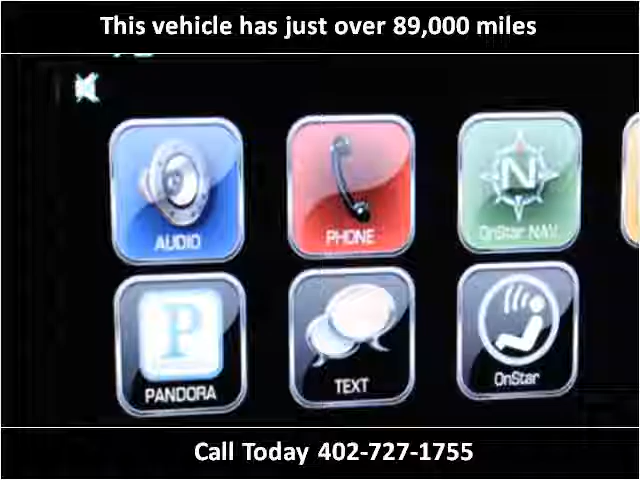 This vehicle has just over 89,000 miles
AUDIO PHONE OnStar NAV
N
P
PANDORA TEXT OnStar
Call Today 402-727-1755